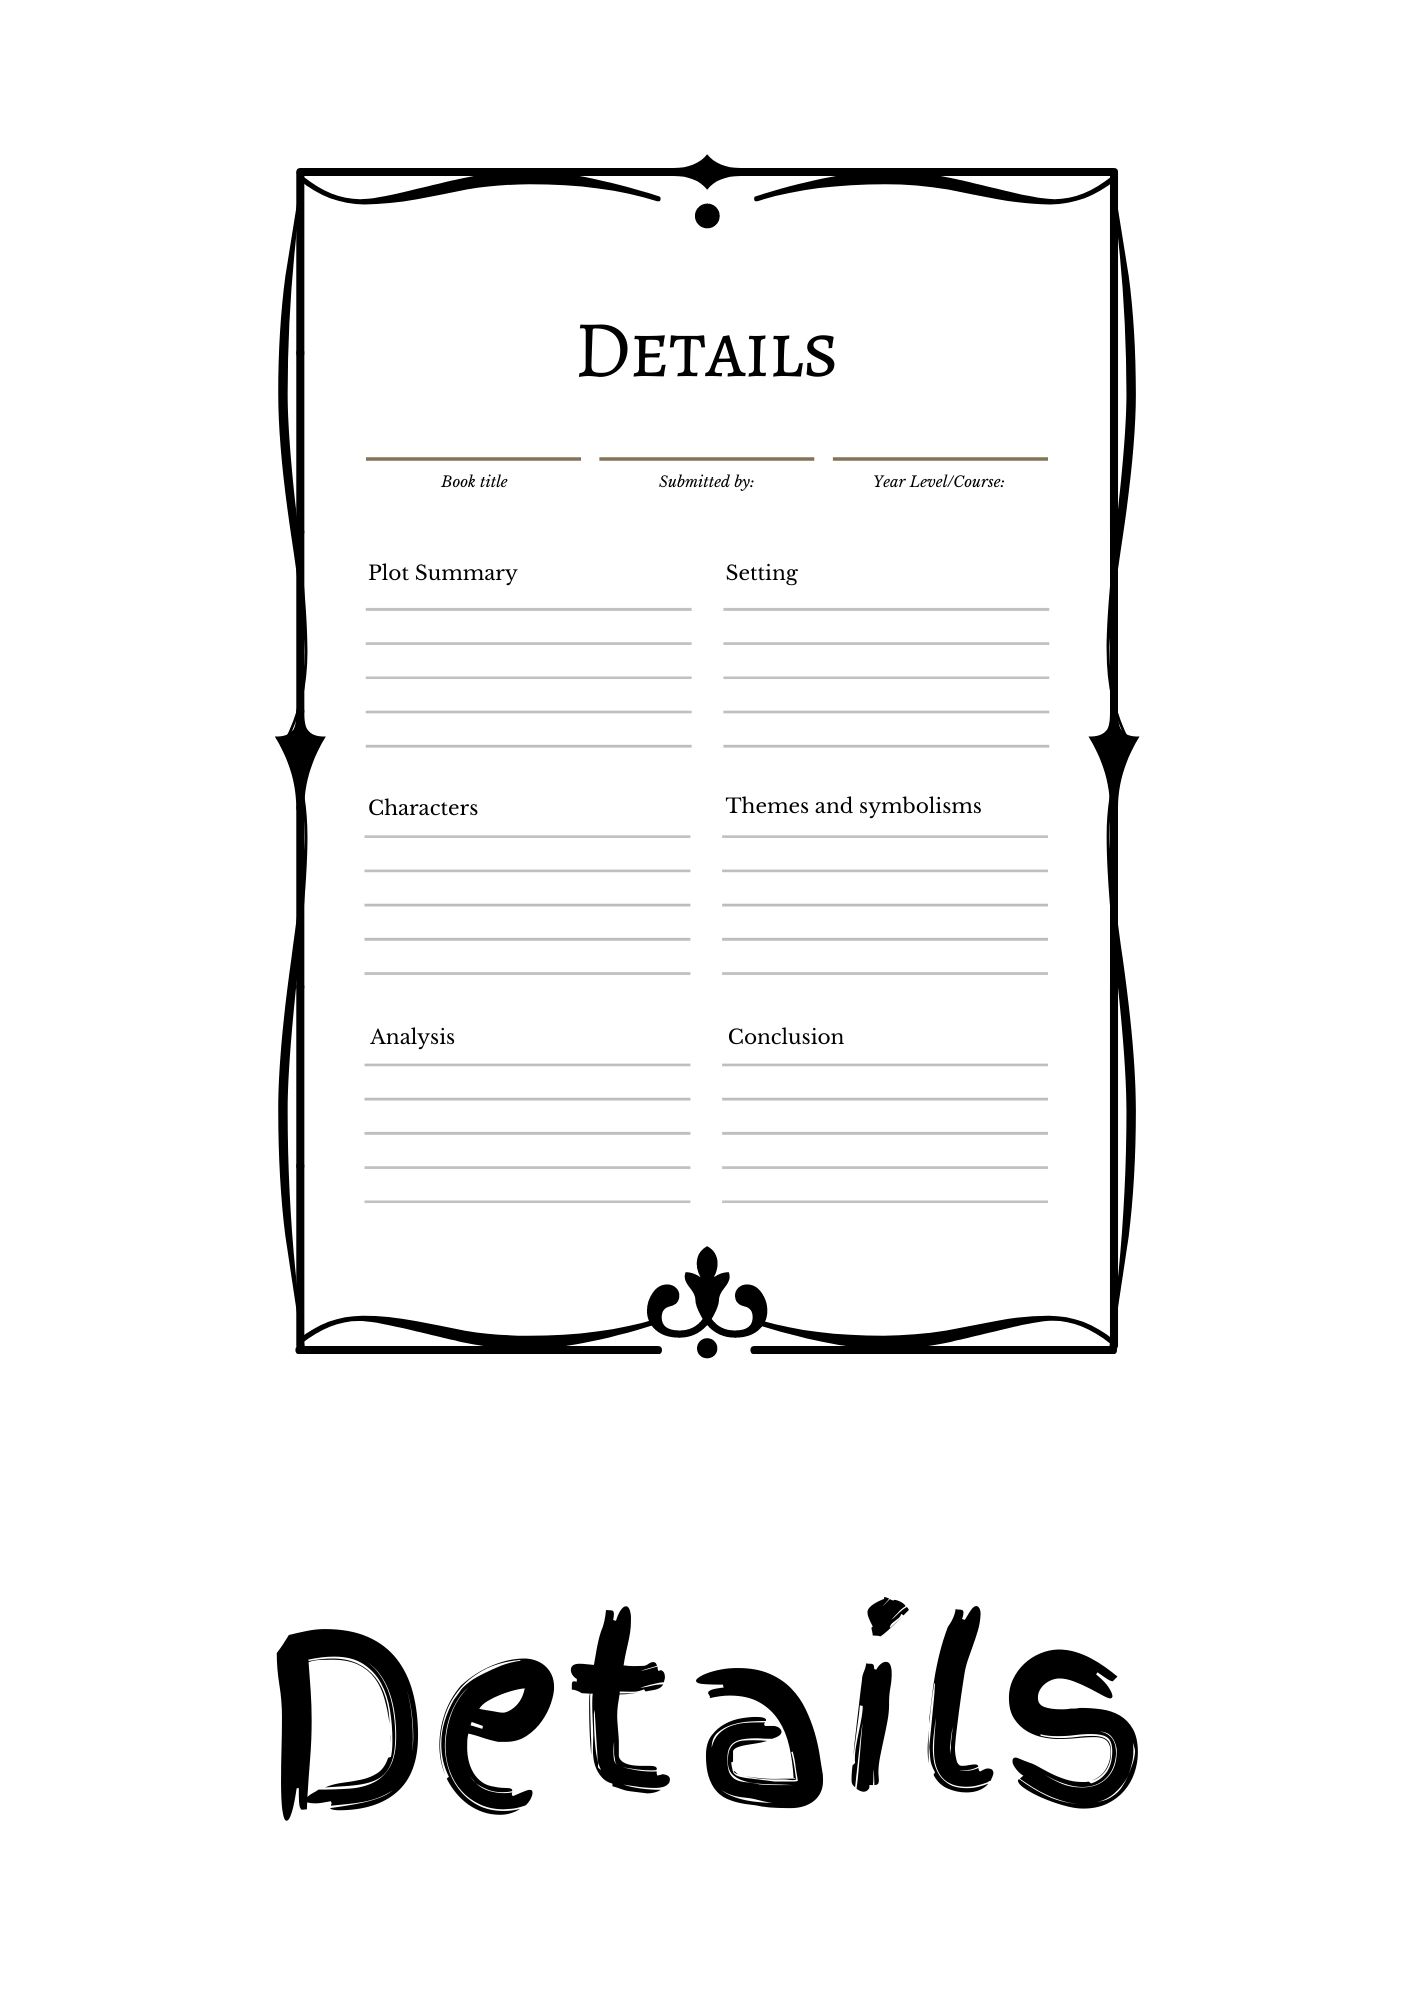 Details
Book title Submitted by: Year Level/Course:
Plot Summary Setting
Characters Themes and symbolisms
Analysis Conclusion
Details